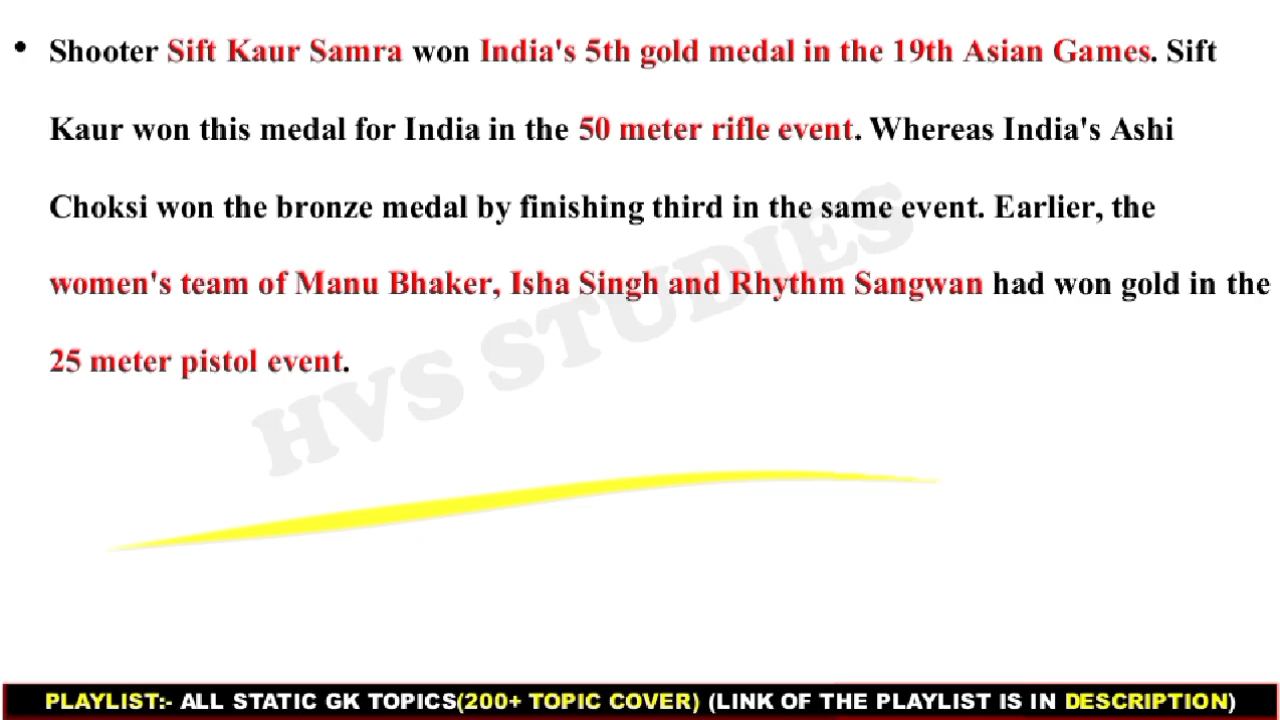 • Shooter Sift Kaur Samra won India's 5th gold medal in the 19th Asian Games. Sift
Kaur won this medal for India in the 50 meter rifle event. Whereas India's Ashi
Choksi won the bronze medal by finishing third in the same event. Earlier, the
women's team of Manu Bhaker, Isha Singh and Rhythm Sangwan had won gold in the
25 meter pistol event.
HVS STUDIES
PLAYLIST:- ALL STATIC GK TOPICS(200+ TOPIC COVER) (LINK OF THE PLAYLIST IS IN DESCRIPTION)